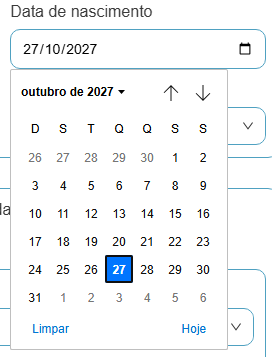 Data de nascimento
27/10/2027
outubro de 2027
D S T Q Q S S
26 27 28 29 30 1 2
3 4 5 6 7 8 9
10 11 12 13 14 15 16
17 18 19 20 21 22 23
24 25 26 27 28 29 30
31 1 2 3 4 5 6
Limpar Hoje